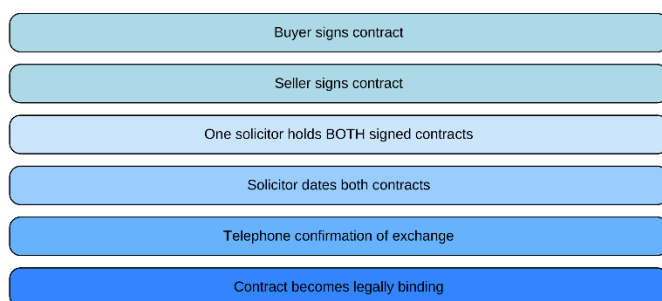 Buyer signs contract
Seller signs contract
One solicitor holds BOTH signed contracts
Solicitor dates both contracts
Telephone confirmation of exchange
Contract becomes legally binding